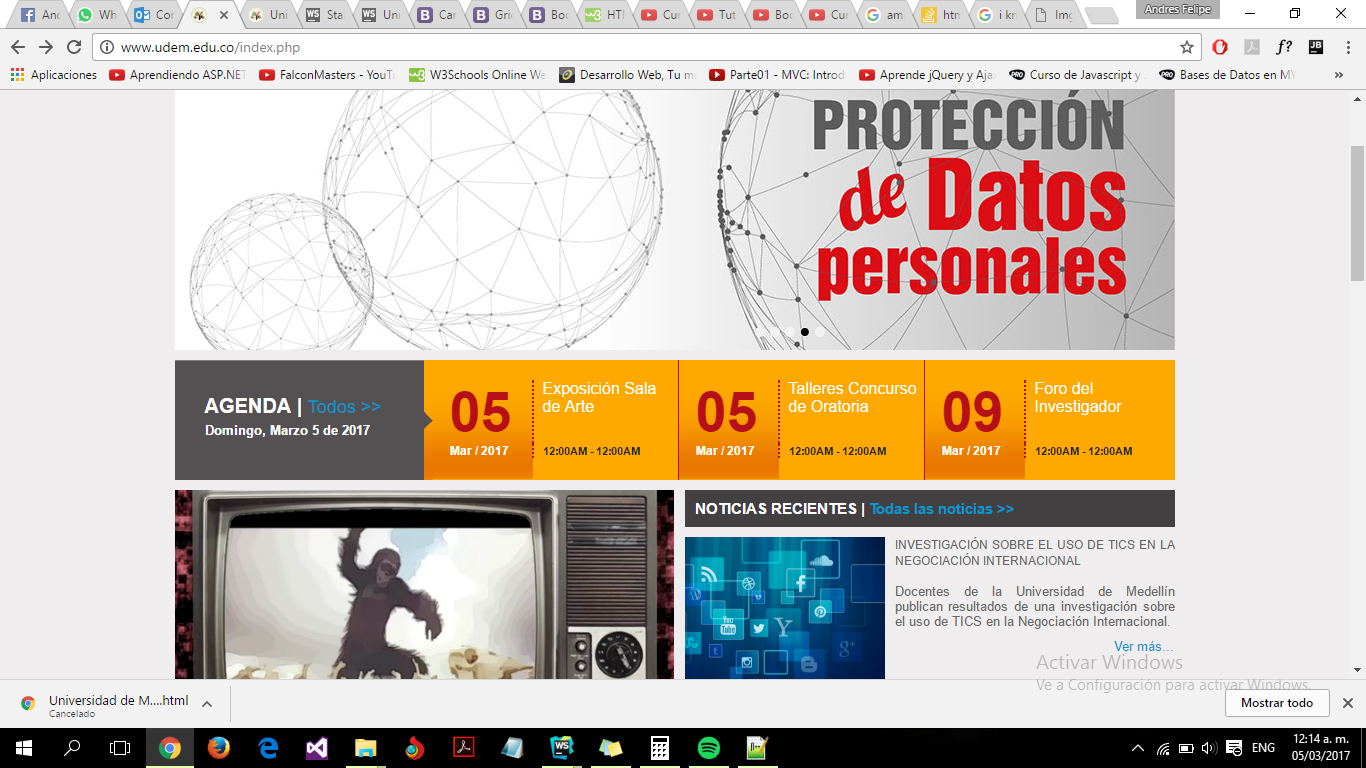 Andres Felipe
And
Wh
Cor
Uni
Sta
Uni
Car
Gri
Boo
HTI
Cur
Tut
Boo
Cur
am
htm
i kn
Img
www.udem.edu.co/index.php
Aplicaciones
Aprendiendo ASP.NET
FalconMasters - YouTu
W3Schools Online We
Desarrollo Web, Tu m
Parte01 - MVC: Introd
Aprende jQuery y Aja
Curso de Javascript y
Bases de Datos en MY
PROTECCIÓN
de Datos
personales
AGENDA | Todos >>
Domingo, Marzo 5 de 2017
05
Mar / 2017
Exposición Sala
de Arte
12:00AM - 12:00AM
05
Mar / 2017
Talleres Concurso
de Oratoria
12:00AM - 12:00AM
09
Mar / 2017
Foro del
Investigador
12:00AM - 12:00AM
NOTICIAS RECIENTES | Todas las noticias >>
INVESTIGACIÓN SOBRE EL USO DE TICS EN LA
NEGOCIACIÓN INTERNACIONAL
Docentes de la Universidad de Medellín
publican resultados de una investigación sobre
el uso de TICS en la Negociación Internacional.
Ver más...
You
Tube
Activar Windows
Ve a Configuración para activar Windows.
Universidad de M....html
Cancelado
Mostrar todo
ENG
12:14 a. m.
05/03/2017